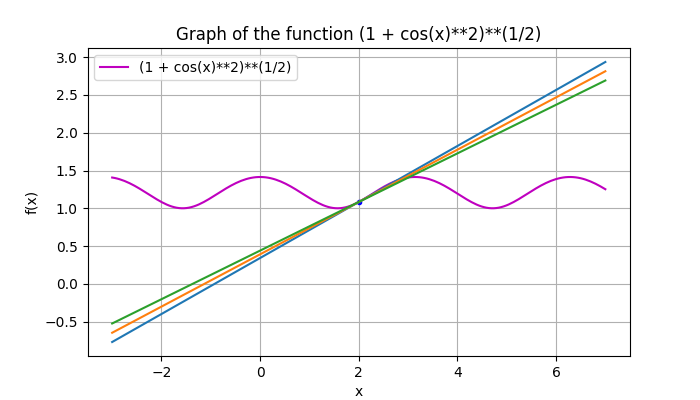 Graph of the function (1 + cos(x)**2)**(1/2)
(1 + cos(x)**2)**(1/2)
3.0
2.5
2.0
1.5
1.0
0.5
0.0
−0.5
f(x)
−2 0 2 4 6
x